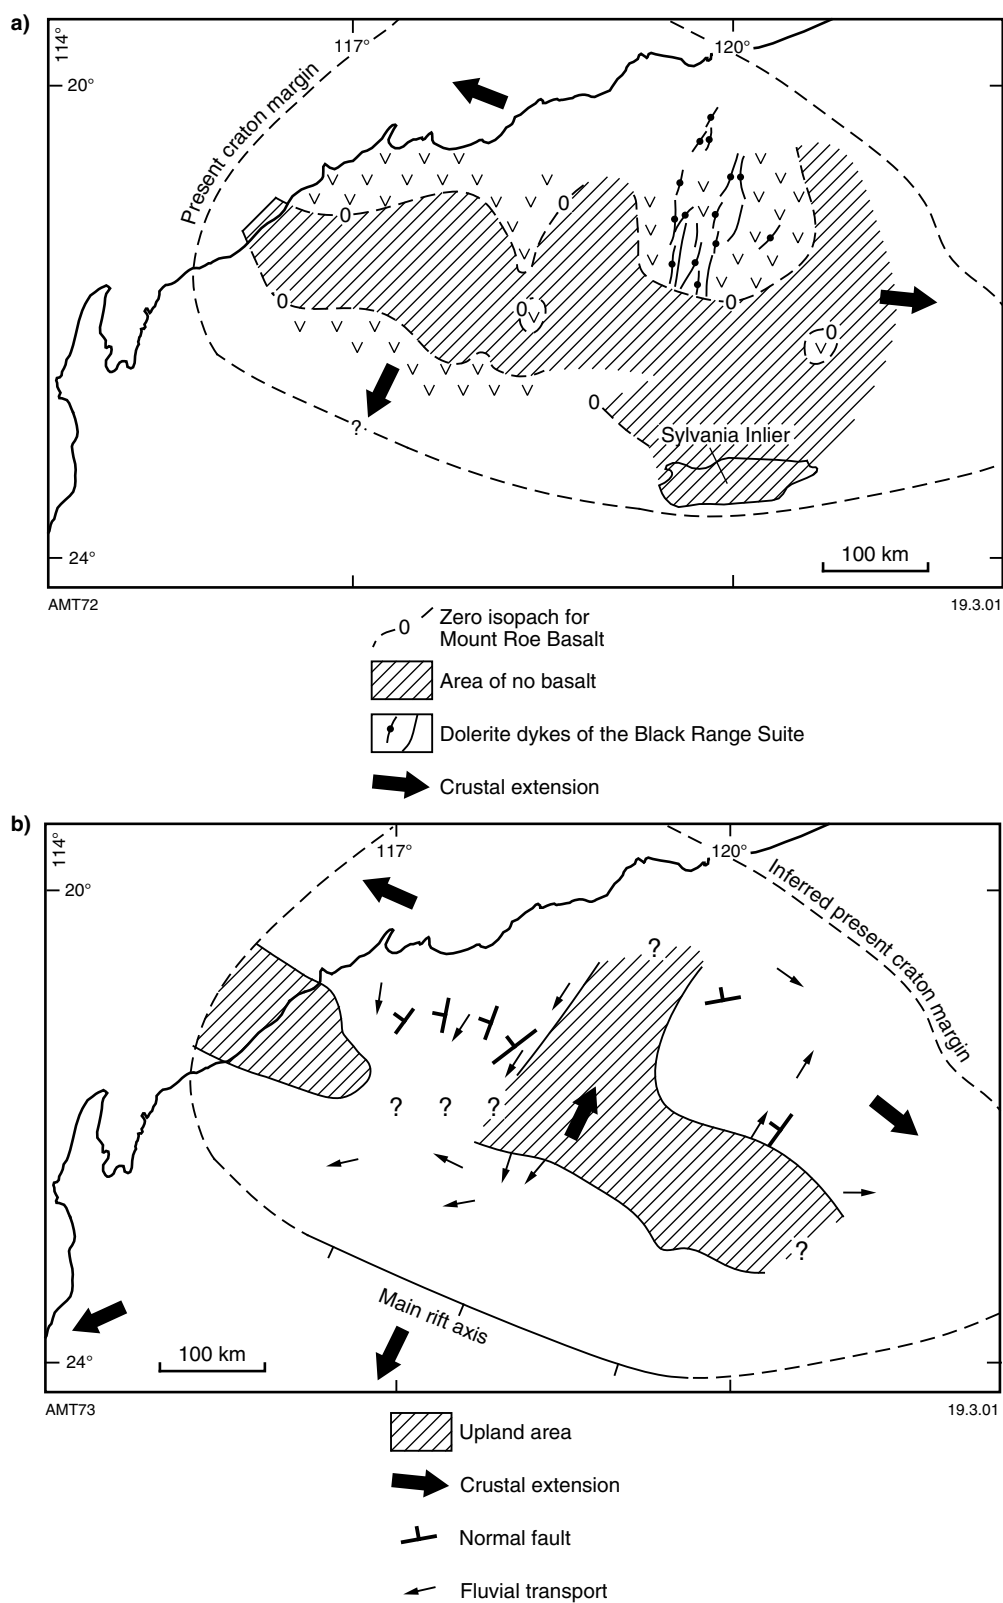 a)
114°
117°
120°
20°
Present craton margin
0
0
0
0
0
0
0
?
Sylvania Inlier
24°
100 km
AMT72
19.3.01
0
Zero isopach for
Mount Roe Basalt
Area of no basalt
Dolerite dykes of the Black Range Suite
Crustal extension
b)
114°
117°
120°
20°
Inferred present craton margin
?
?
?
?
?
Main rift axis
100 km
24°
AMT73
19.3.01
Upland area
Crustal extension
Normal fault
Fluvial transport